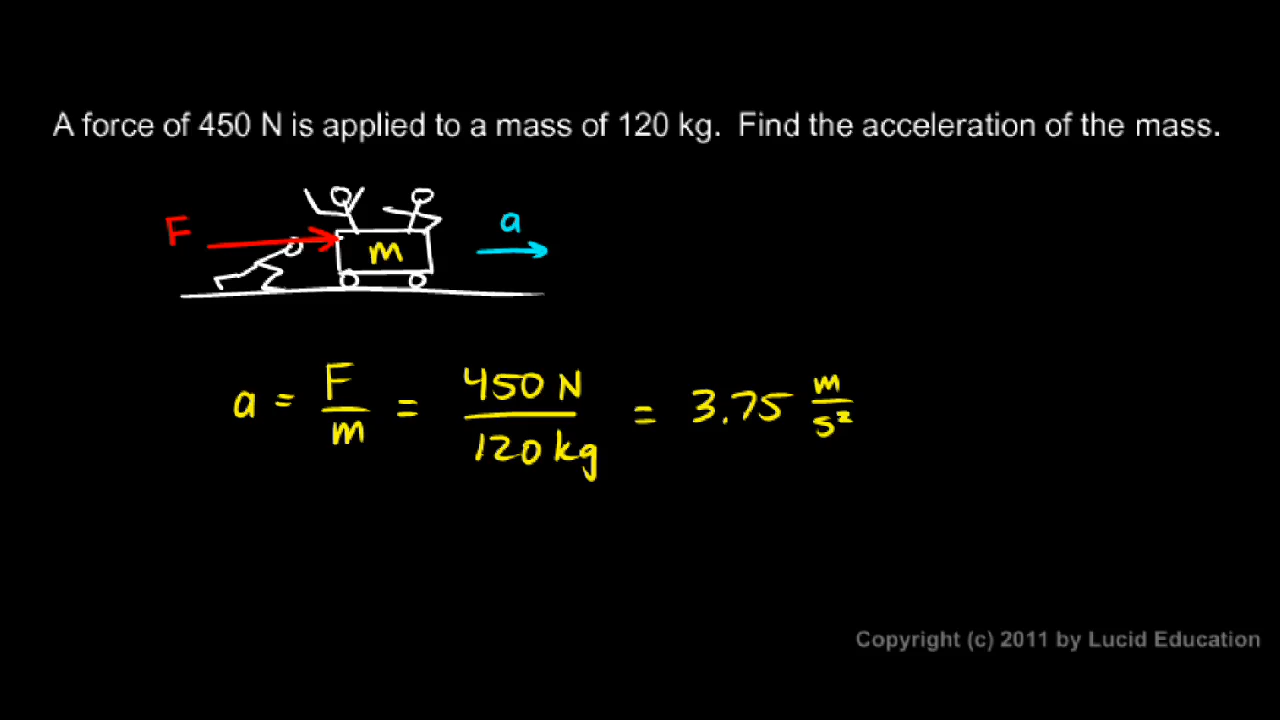 A force of 450 N is applied to a mass of 120 kg.  Find the acceleration of the mass.
F
m
a
a = F/m = 450 N/120 kg = 3.75 m/s²
Copyright (c) 2011 by Lucid Education